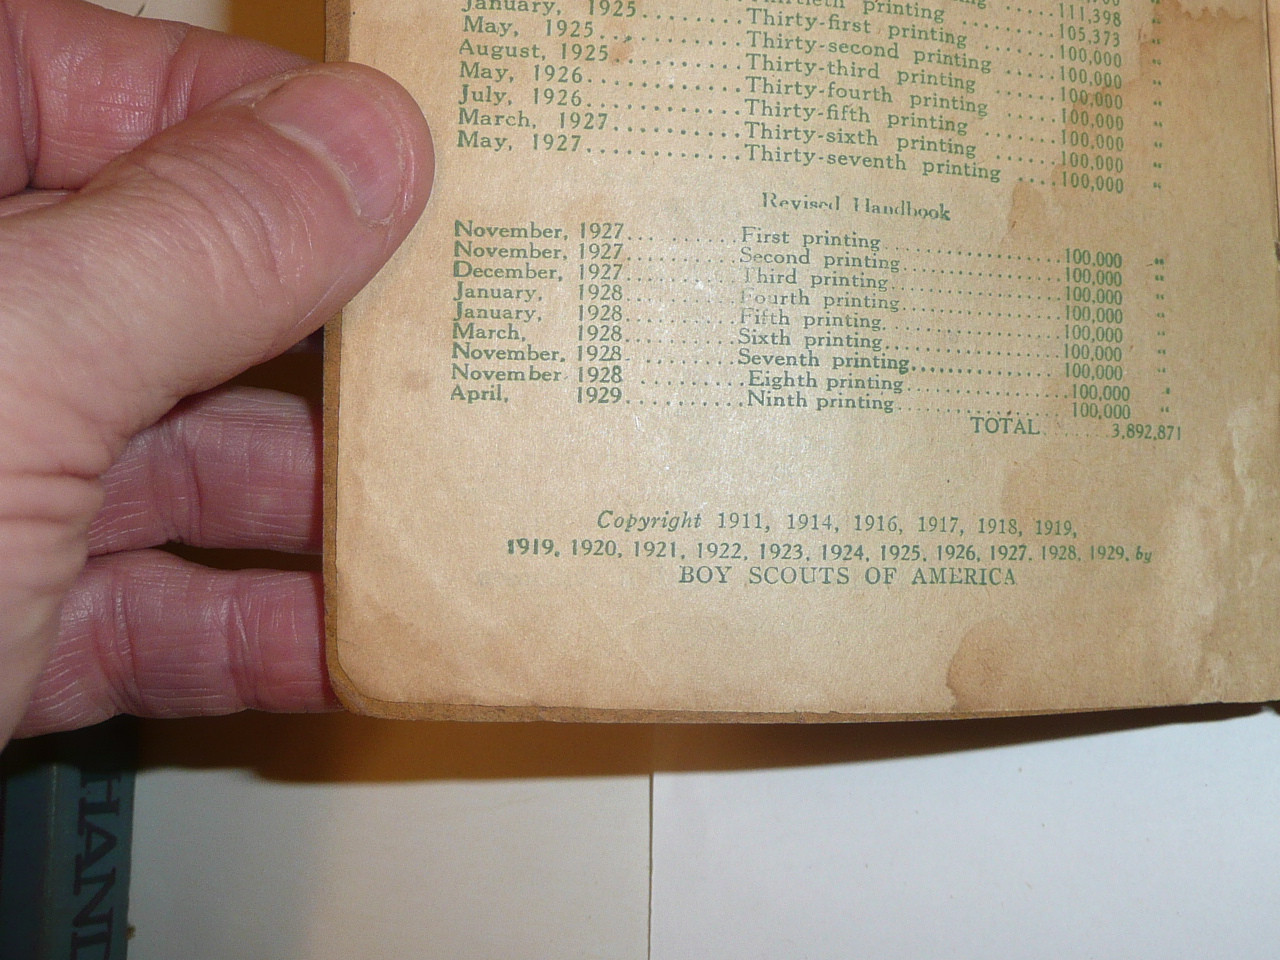 printing 111,398 "
January, 1925........ Thirty-first printing ...... 105,373 "
May, 1925........... Thirty-second printing ..... 100,000 "
August, 1925......... Thirty-third printing ...... 100,000 "
May, 1926........... Thirty-fourth printing ..... 100,000 "
July, 1926.......... Thirty-fifth printing ...... 100,000 "
March, 1927......... Thirty-sixth printing ...... 100,000 "
May, 1927........... Thirty-seventh printing .... 100,000 "
Revised Handbook
November, 1927.......... First printing.................. 100,000 "
November, 1927.......... Second printing................. 100,000 "
December, 1927.......... Third printing.................. 100,000 "
January, 1928.......... Fourth printing................. 100,000 "
January, 1928.......... Fifth printing.................. 100,000 "
March, 1928.......... Sixth printing.................. 100,000 "
November, 1928.......... Seventh printing................ 100,000 "
November 1928.......... Eighth printing................. 100,000 "
April, 1929.......... Ninth printing.................. 100,000 "
TOTAL....... 3,892,871
Copyright 1911, 1914, 1916, 1917, 1918, 1919,
1919, 1920, 1921, 1922, 1923, 1924, 1925, 1926, 1927, 1928, 1929, by
BOY SCOUTS OF AMERICA
HAND